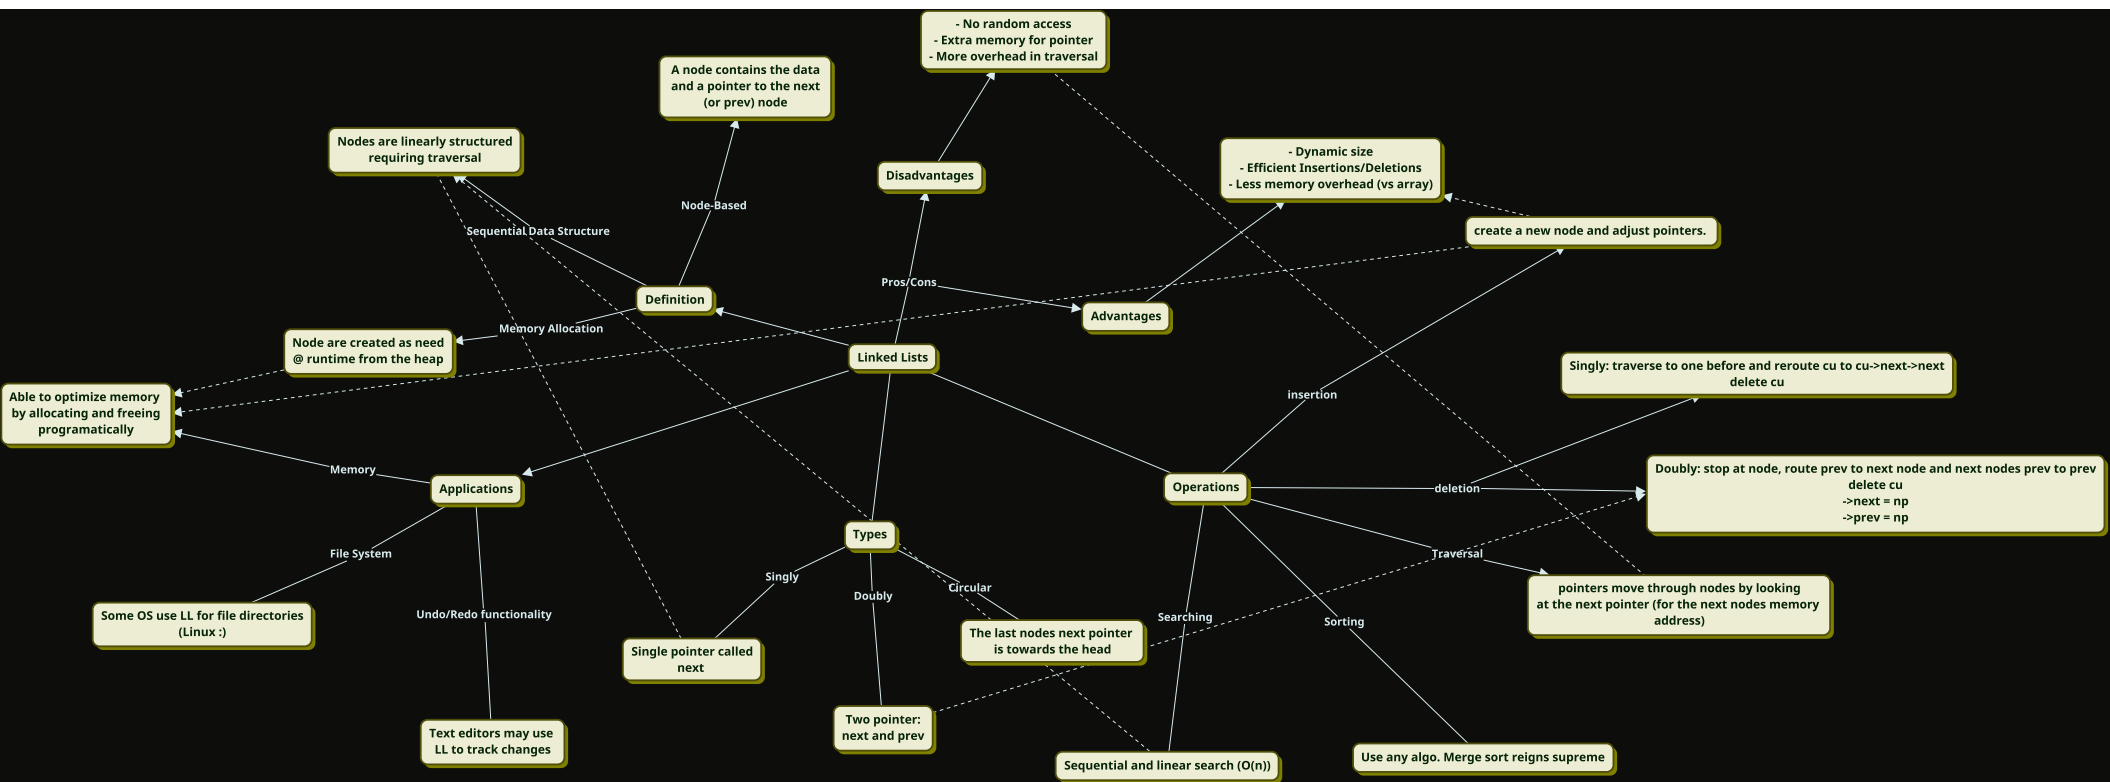 - No random access
- Extra memory for pointer
- More overhead in traversal
A node contains the data
and a pointer to the next
(or prev) node
Nodes are linearly structured
requiring traversal
Disadvantages
- Dynamic size
- Efficient Insertions/Deletions
- Less memory overhead (vs array)
Node-Based
Sequential Data Structure
create a new node and adjust pointers.
Pros/Cons
Definition
Advantages
Memory Allocation
Node are created as need
@ runtime from the heap
Linked Lists
Able to optimize memory
by allocating and freeing
programatically
insertion
Singly: traverse to one before and reroute cu to cu->next->next
delete cu
Memory
Applications
Operations
deletion
Doubly: stop at node, route prev to next node and next nodes prev to prev
delete cu
->next = np
->prev = np
Types
File System
Traversal
Singly
Doubly
Circular
pointers move through nodes by looking
at the next pointer (for the next nodes memory
address)
Some OS use LL for file directories
(Linux :)
Undo/Redo functionality
Searching
Sorting
Single pointer called
next
The last nodes next pointer
is towards the head
Text editors may use
LL to track changes
Two pointer:
next and prev
Sequential and linear search (O(n))
Use any algo. Merge sort reigns supreme